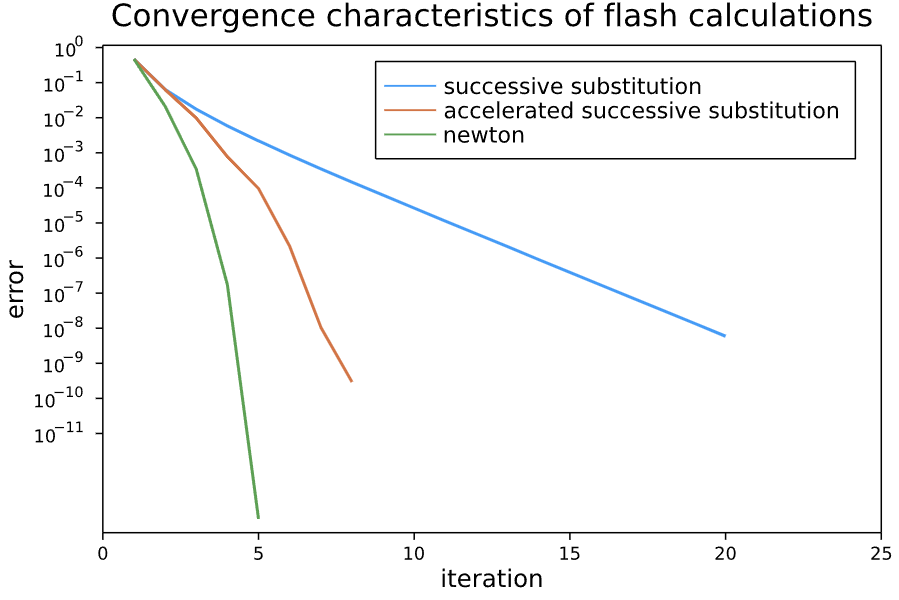 Convergence characteristics of flash calculations
10⁰
10⁻¹
10⁻²
10⁻³
10⁻⁴
10⁻⁵
10⁻⁶
10⁻⁷
10⁻⁸
10⁻⁹
10⁻¹⁰
10⁻¹¹
error
successive substitution
accelerated successive substitution
newton
0 5 10 15 20 25
iteration